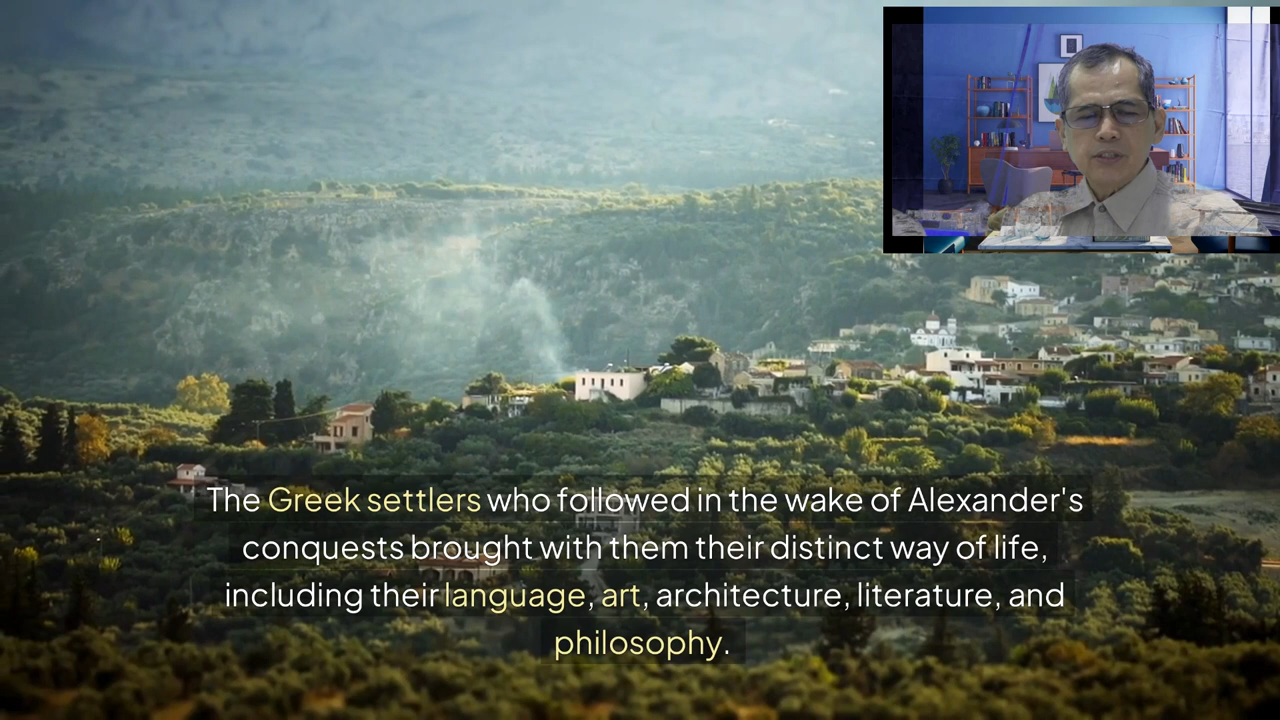 The Greek settlers who followed in the wake of Alexander's
conquests brought with them their distinct way of life,
including their language, art, architecture, literature, and
philosophy.